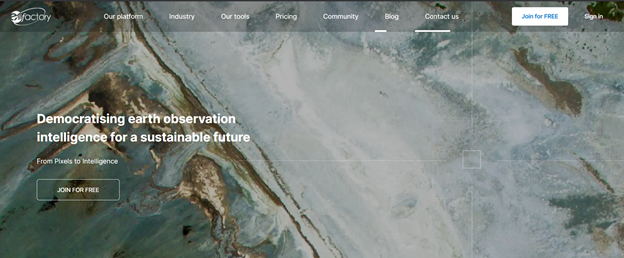 factory
Our platform
Industry
Our tools
Pricing
Community
Blog
Contact us
Join for FREE
Sign in
Democratising earth observation
intelligence for a sustainable future
From Pixels to Intelligence
JOIN FOR FREE